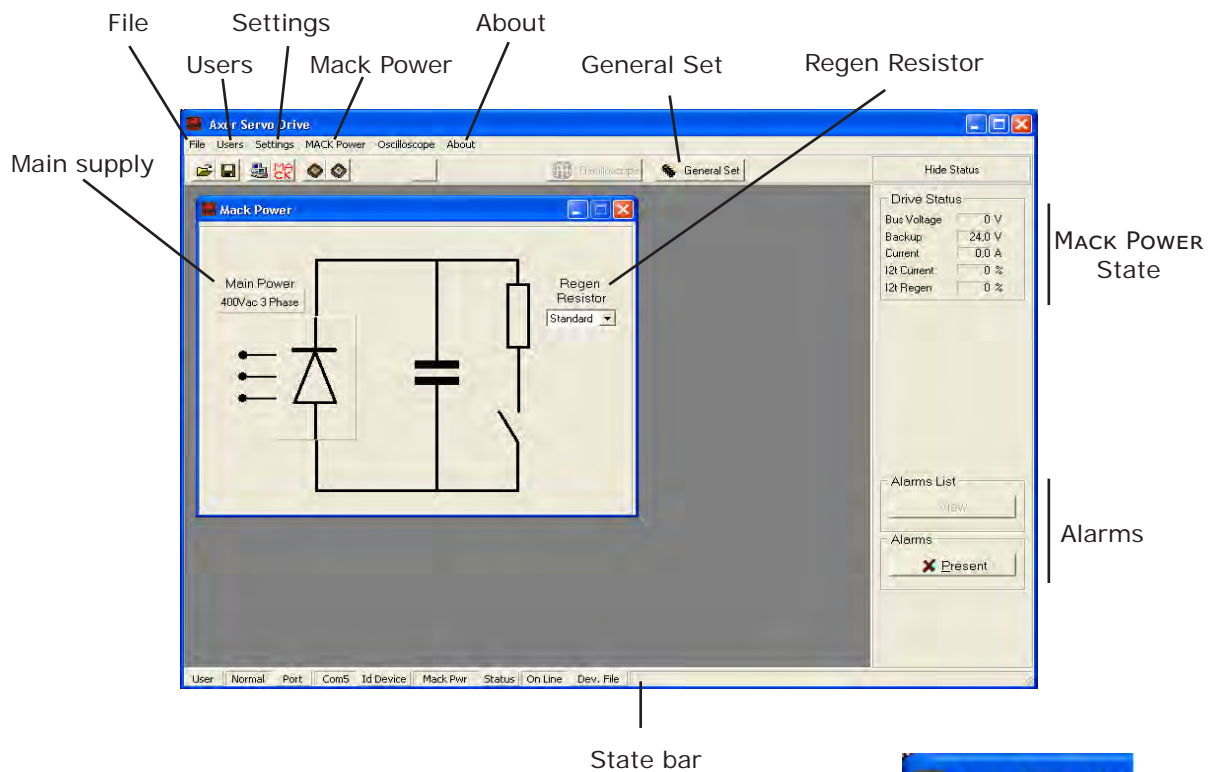 File
Settings
About
Users
Mack Power
General Set
Regen Resistor
Axor Servo Drive
File Users Settings MACK Power Oscilloscope About
Main supply
MACK
Oscilloscope
General Set
Hide Status
Mack Power
Drive Status
Bus Voltage 0 V
Backup 24,0 V
Current 0,0 A
I2t Current 0 %
I2t Regen 0 %
MACK POWER
State
Main Power
400Vac 3 Phase
Regen
Resistor
Standard
Alarms List
View
Alarms
Alarms
Present
User Normal Port Com5 Id Device Mack Pwr Status On Line Dev. File
State bar